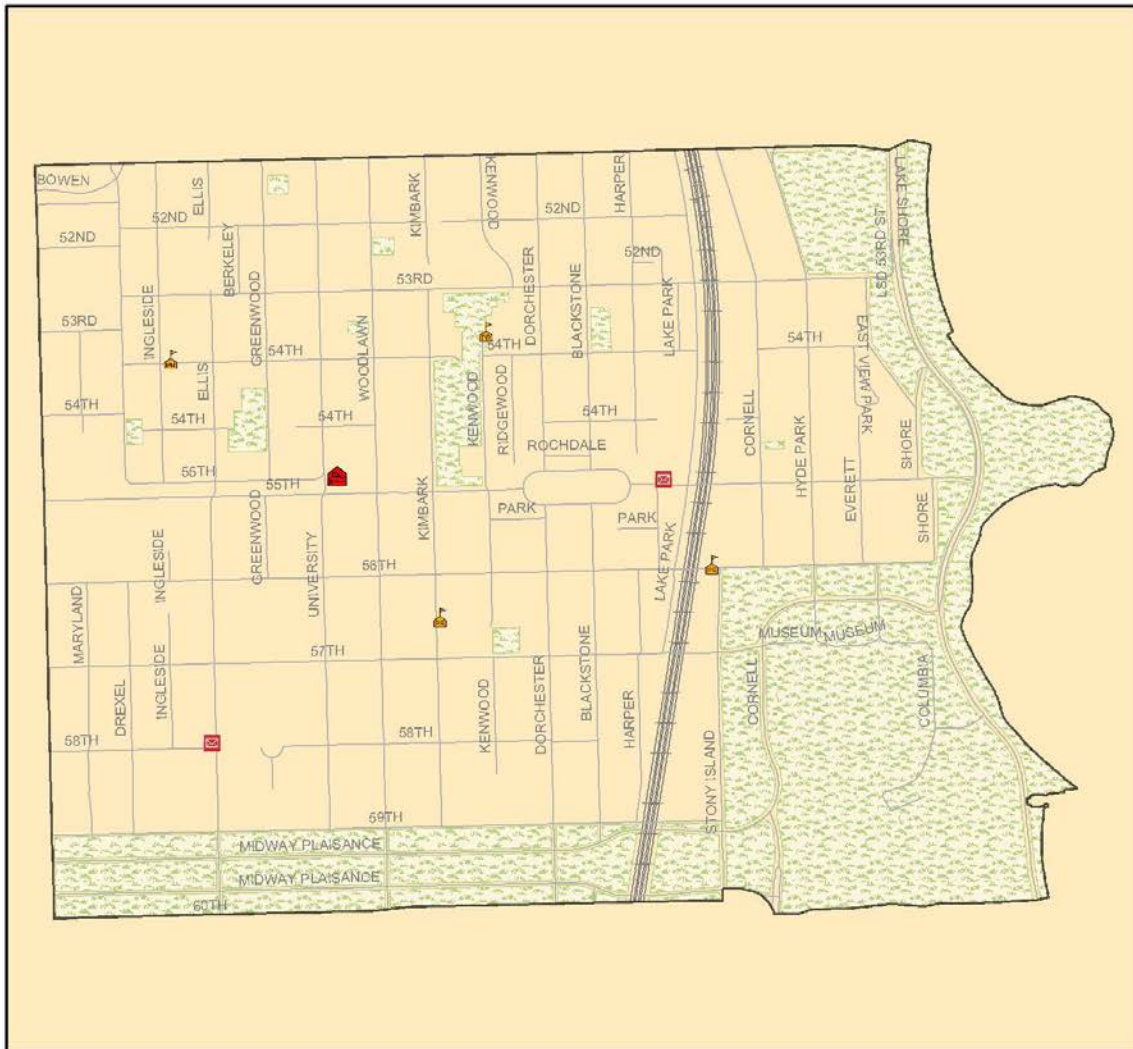 BOWEN
ELLIS
KIMBARK
KENWOOD
HARPER
LAKE SHORE
52ND
52ND
52ND
BERKELEY
52ND
LSD 53RD ST
GREENWOOD
53RD
DORCHESTER
BLACKSTONE
LAKE PARK
INGLESIDE
53RD
WOODLAWN
54TH
54TH
54TH
EAST VIEW PARK
ELLIS
KENWOOD
RIDGEWOOD
CORNELL
HYDE PARK
54TH
54TH
54TH
54TH
ROCHDALE
SHORE
55TH
55TH
EVERETT
GREENWOOD
KIMBARK
PARK
PARK
SHORE
INGLESIDE
UNIVERSITY
56TH
LAKE PARK
MARYLAND
MUSEUM
MUSEUM
57TH
DREXEL
INGLESIDE
KENWOOD
DORCHESTER
BLACKSTONE
HARPER
CORNELL
COLUMBIA
58TH
58TH
STONY ISLAND
59TH
MIDWAY PLAISANCE
MIDWAY PLAISANCE
60TH